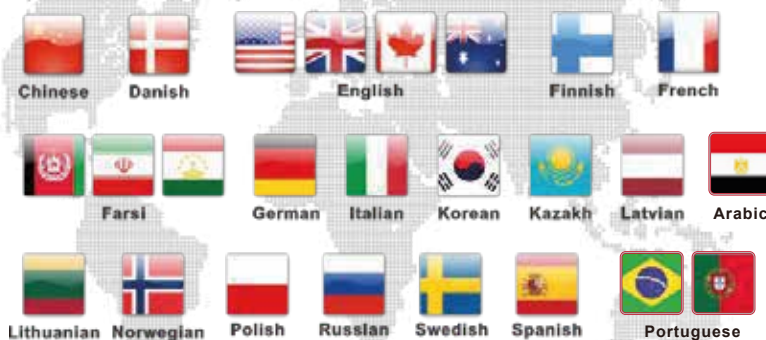 Chinese Danish English Finnish French
Farsi German Italian Korean Kazakh Latvian Arabic
Lithuanian Norwegian Polish Russian Swedish Spanish Portuguese